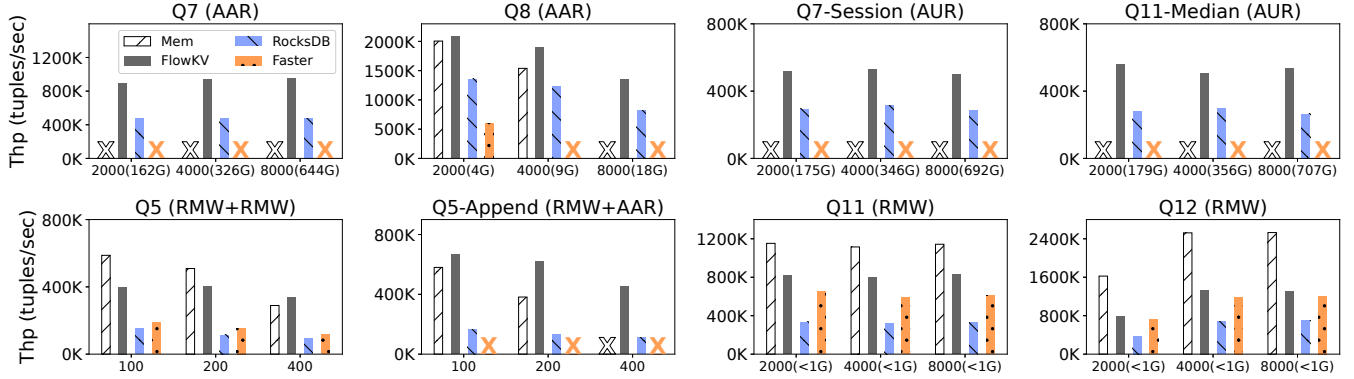 Q7 (AAR)
Thp (tuples/sec)
1200K
800K
400K
0K
Mem
FlowKV
RocksDB
Faster
X X X X X X
2000(162G) 4000(326G) 8000(644G)
Q8 (AAR)
2000K
1500K
1000K
500K
0K
X X X
2000(4G) 4000(9G) 8000(18G)
Q7-Session (AUR)
800K
400K
0K
X X X X X X
2000(175G) 4000(346G) 8000(692G)
Q11-Median (AUR)
800K
400K
0K
X X X X X X
2000(179G) 4000(356G) 8000(707G)
Q5 (RMW+RMW)
Thp (tuples/sec)
800K
400K
0K
100 200 400
Q5-Append (RMW+AAR)
800K
400K
0K
X X X X
100 200 400
Q11 (RMW)
1200K
800K
400K
0K
2000(<1G) 4000(<1G) 8000(<1G)
Q12 (RMW)
2400K
1600K
800K
0K
2000(<1G) 4000(<1G) 8000(<1G)